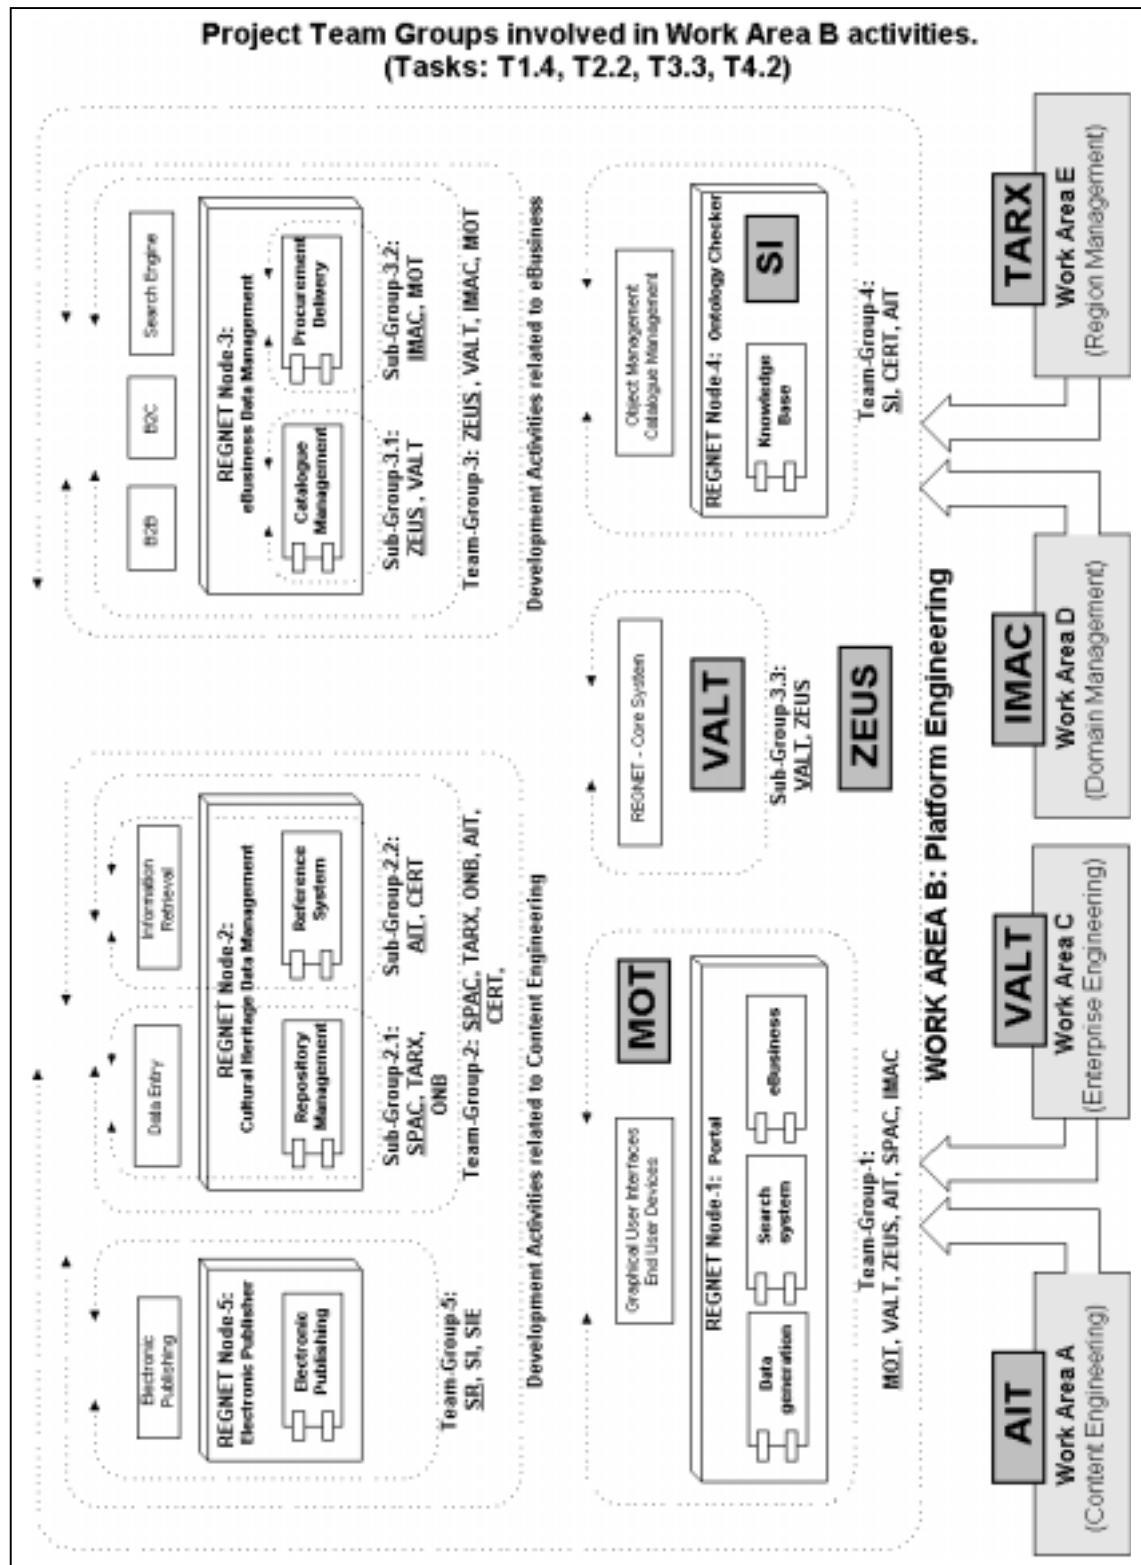 Project Team Groups involved in Work Area B activities.
(Tasks: T1.4, T2.2, T3.3, T4.2)
Electronic
Publishing
REGNET Node-5:
Electronic Publisher
Electronic
Publishing
Team-Group-5:
SR, SI, SIE
Data Entry
Information
Retrieval
REGNET Node-2:
Cultural Heritage Data Management
Repository
Management
Reference
System
Sub-Group-2.1:
SPAC, TARX,
ONB
Sub-Group-2.2:
AIT, CERT
Team-Group-2: SPAC, TARX, ONB, AIT,
CERT,
Development Activities related to Content Engineering
B2B
B2C
Search Engine
REGNET Node-3:
eBusiness Data Management
Catalogue
Management
Procurement
Delivery
Sub-Group-3.1:
ZEUS , VALT
Sub-Group-3.2:
IMAC, MOT
Team-Group-3: ZEUS , VALT, IMAC, MOT
Development Activities related to eBusiness
Graphical User Interfaces
End User Devices
MOT
REGNET Node-1: Portal
Data
generation
Search
system
eBusiness
Team-Group-1:
MOT, VALT, ZEUS, AIT, SPAC, IMAC
REGNET - Core System
VALT
Sub-Group-3.3:
VALT, ZEUS
ZEUS
Object Management
Catalogue Management
REGNET Node-4: Ontology Checker
Knowledge
Base
SI
Team-Group-4:
SI, CERT, AIT
WORK AREA B: Platform Engineering
AIT
Work Area A
(Content Engineering)
VALT
Work Area C
(Enterprise Engineering)
IMAC
Work Area D
(Domain Management)
TARX
Work Area E
(Region Management)